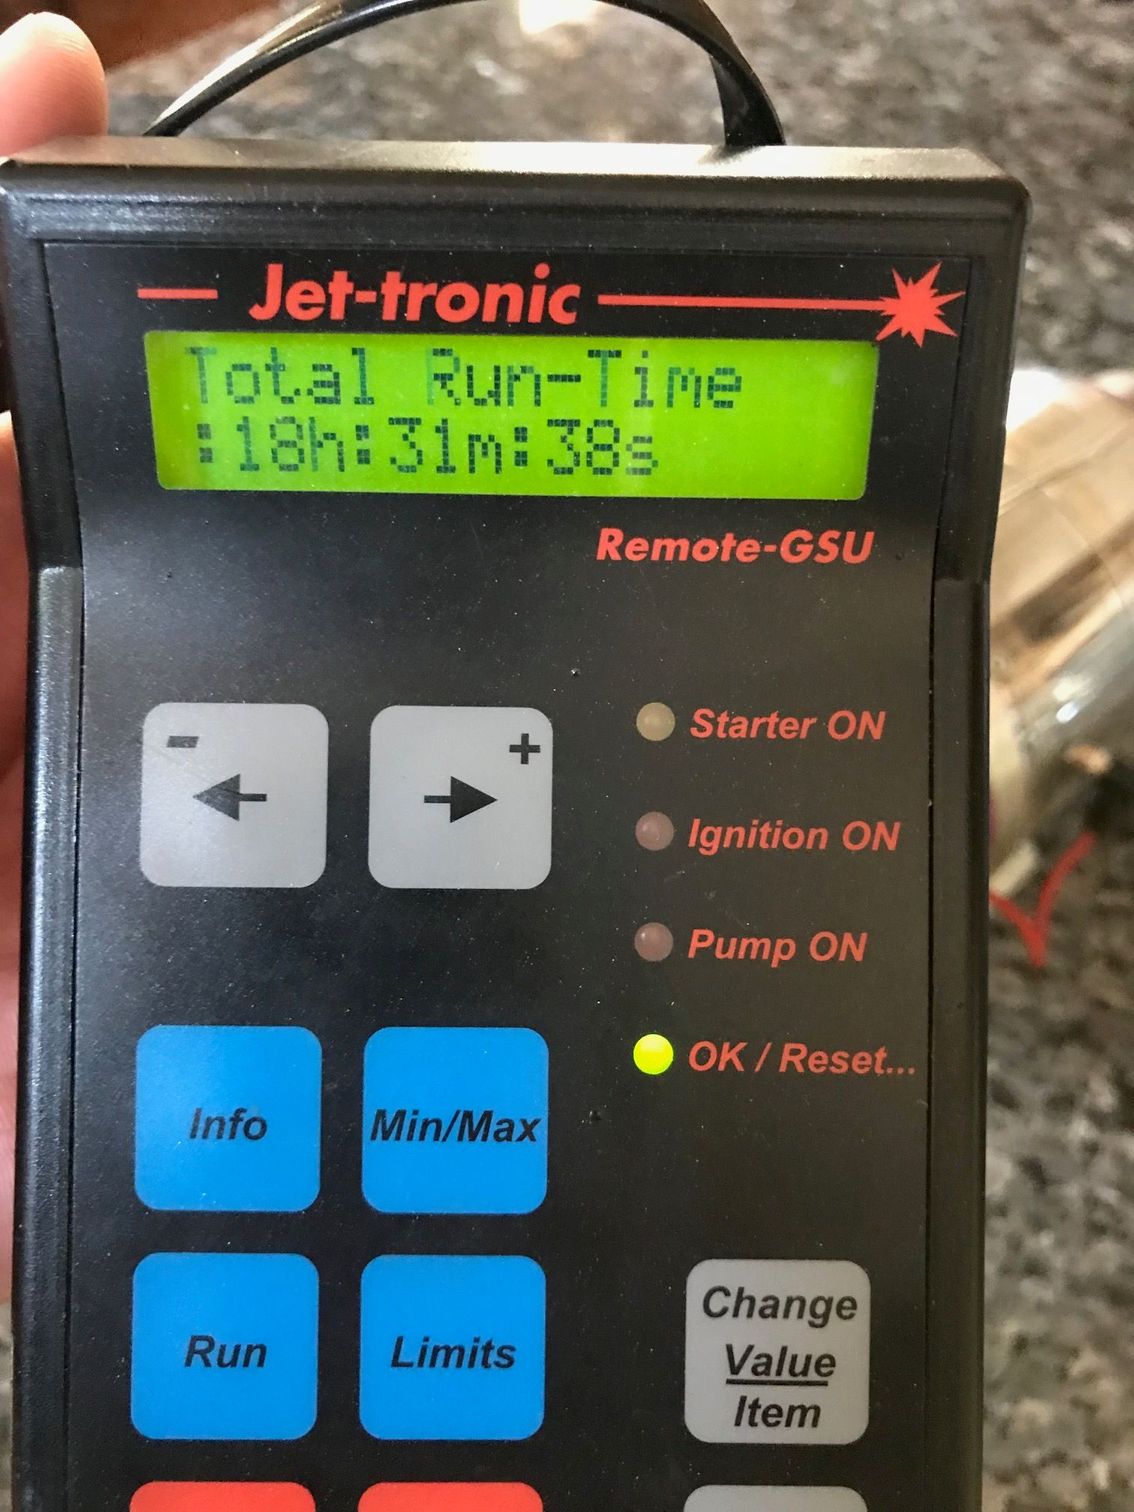 Jet-tronic
Total Run-Time
:18h:31m:38s
Remote-GSU
-
+
Starter ON
Ignition ON
Pump ON
OK / Reset...
Info
Min/Max
Run
Limits
Change
Value
Item